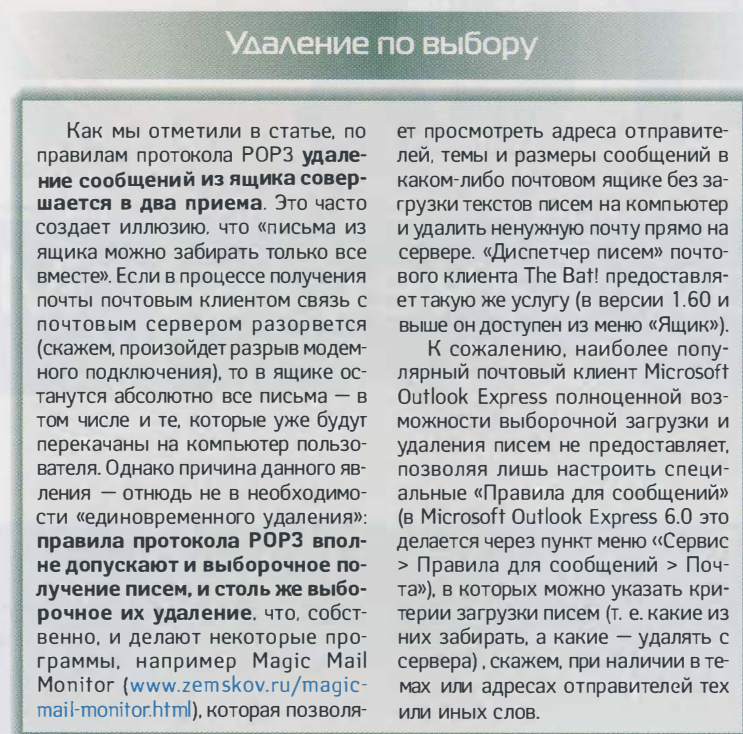 Удаление по выбору
Как мы отметили в статье, по
правилам протокола POP3 удале-
ние сообщений из ящика совер-
шается в два приема. Это часто
создает иллюзию, что «письма из
ящика можно забирать только все
вместе». Если в процессе получения
почты почтовым клиентом связь с
почтовым сервером разорвется
(скажем, произойдет разрыв модем-
ного подключения), то в ящике ос-
танутся абсолютно все письма — в
том числе и те, которые уже будут
перекачаны на компьютер пользо-
вателя. Однако причина данного яв-
ления — отнюдь не в необходимо-
сти «единовременного удаления»:
правила протокола POP3 впол-
не допускают и выборочное по-
лучение писем, и столь же выбо-
рочное их удаление, что, собст-
венно, и делают некоторые про-
граммы, например Magic Mail
Monitor (www.zemskov.ru/magic-
mail-monitor.html), которая позволя-
ет просмотреть адреса отправите-
лей, темы и размеры сообщений в
каком-либо почтовом ящике без за-
грузки текстов писем на компьютер
и удалить ненужную почту прямо на
сервере. «Диспетчер писем» почто-
вого клиента The Bat! предоставля-
ет такую же услугу (в версии 1.60 и
выше он доступен из меню «Ящик»).
К сожалению, наиболее попу-
лярный почтовый клиент Microsoft
Outlook Express полноценной воз-
можности выборочной загрузки и
удаления писем не предоставляет,
позволяя лишь настроить специ-
альные «Правила для сообщений»
(в Microsoft Outlook Express 6.0 это
делается через пункт меню «Сервис
> Правила для сообщений > Поч-
та»), в которых можно указать кри-
терии загрузки писем (т. е. какие из
них забирать, а какие — удалять с
сервера) , скажем, при наличии в те-
мах или адресах отправителей тех
или иных слов.